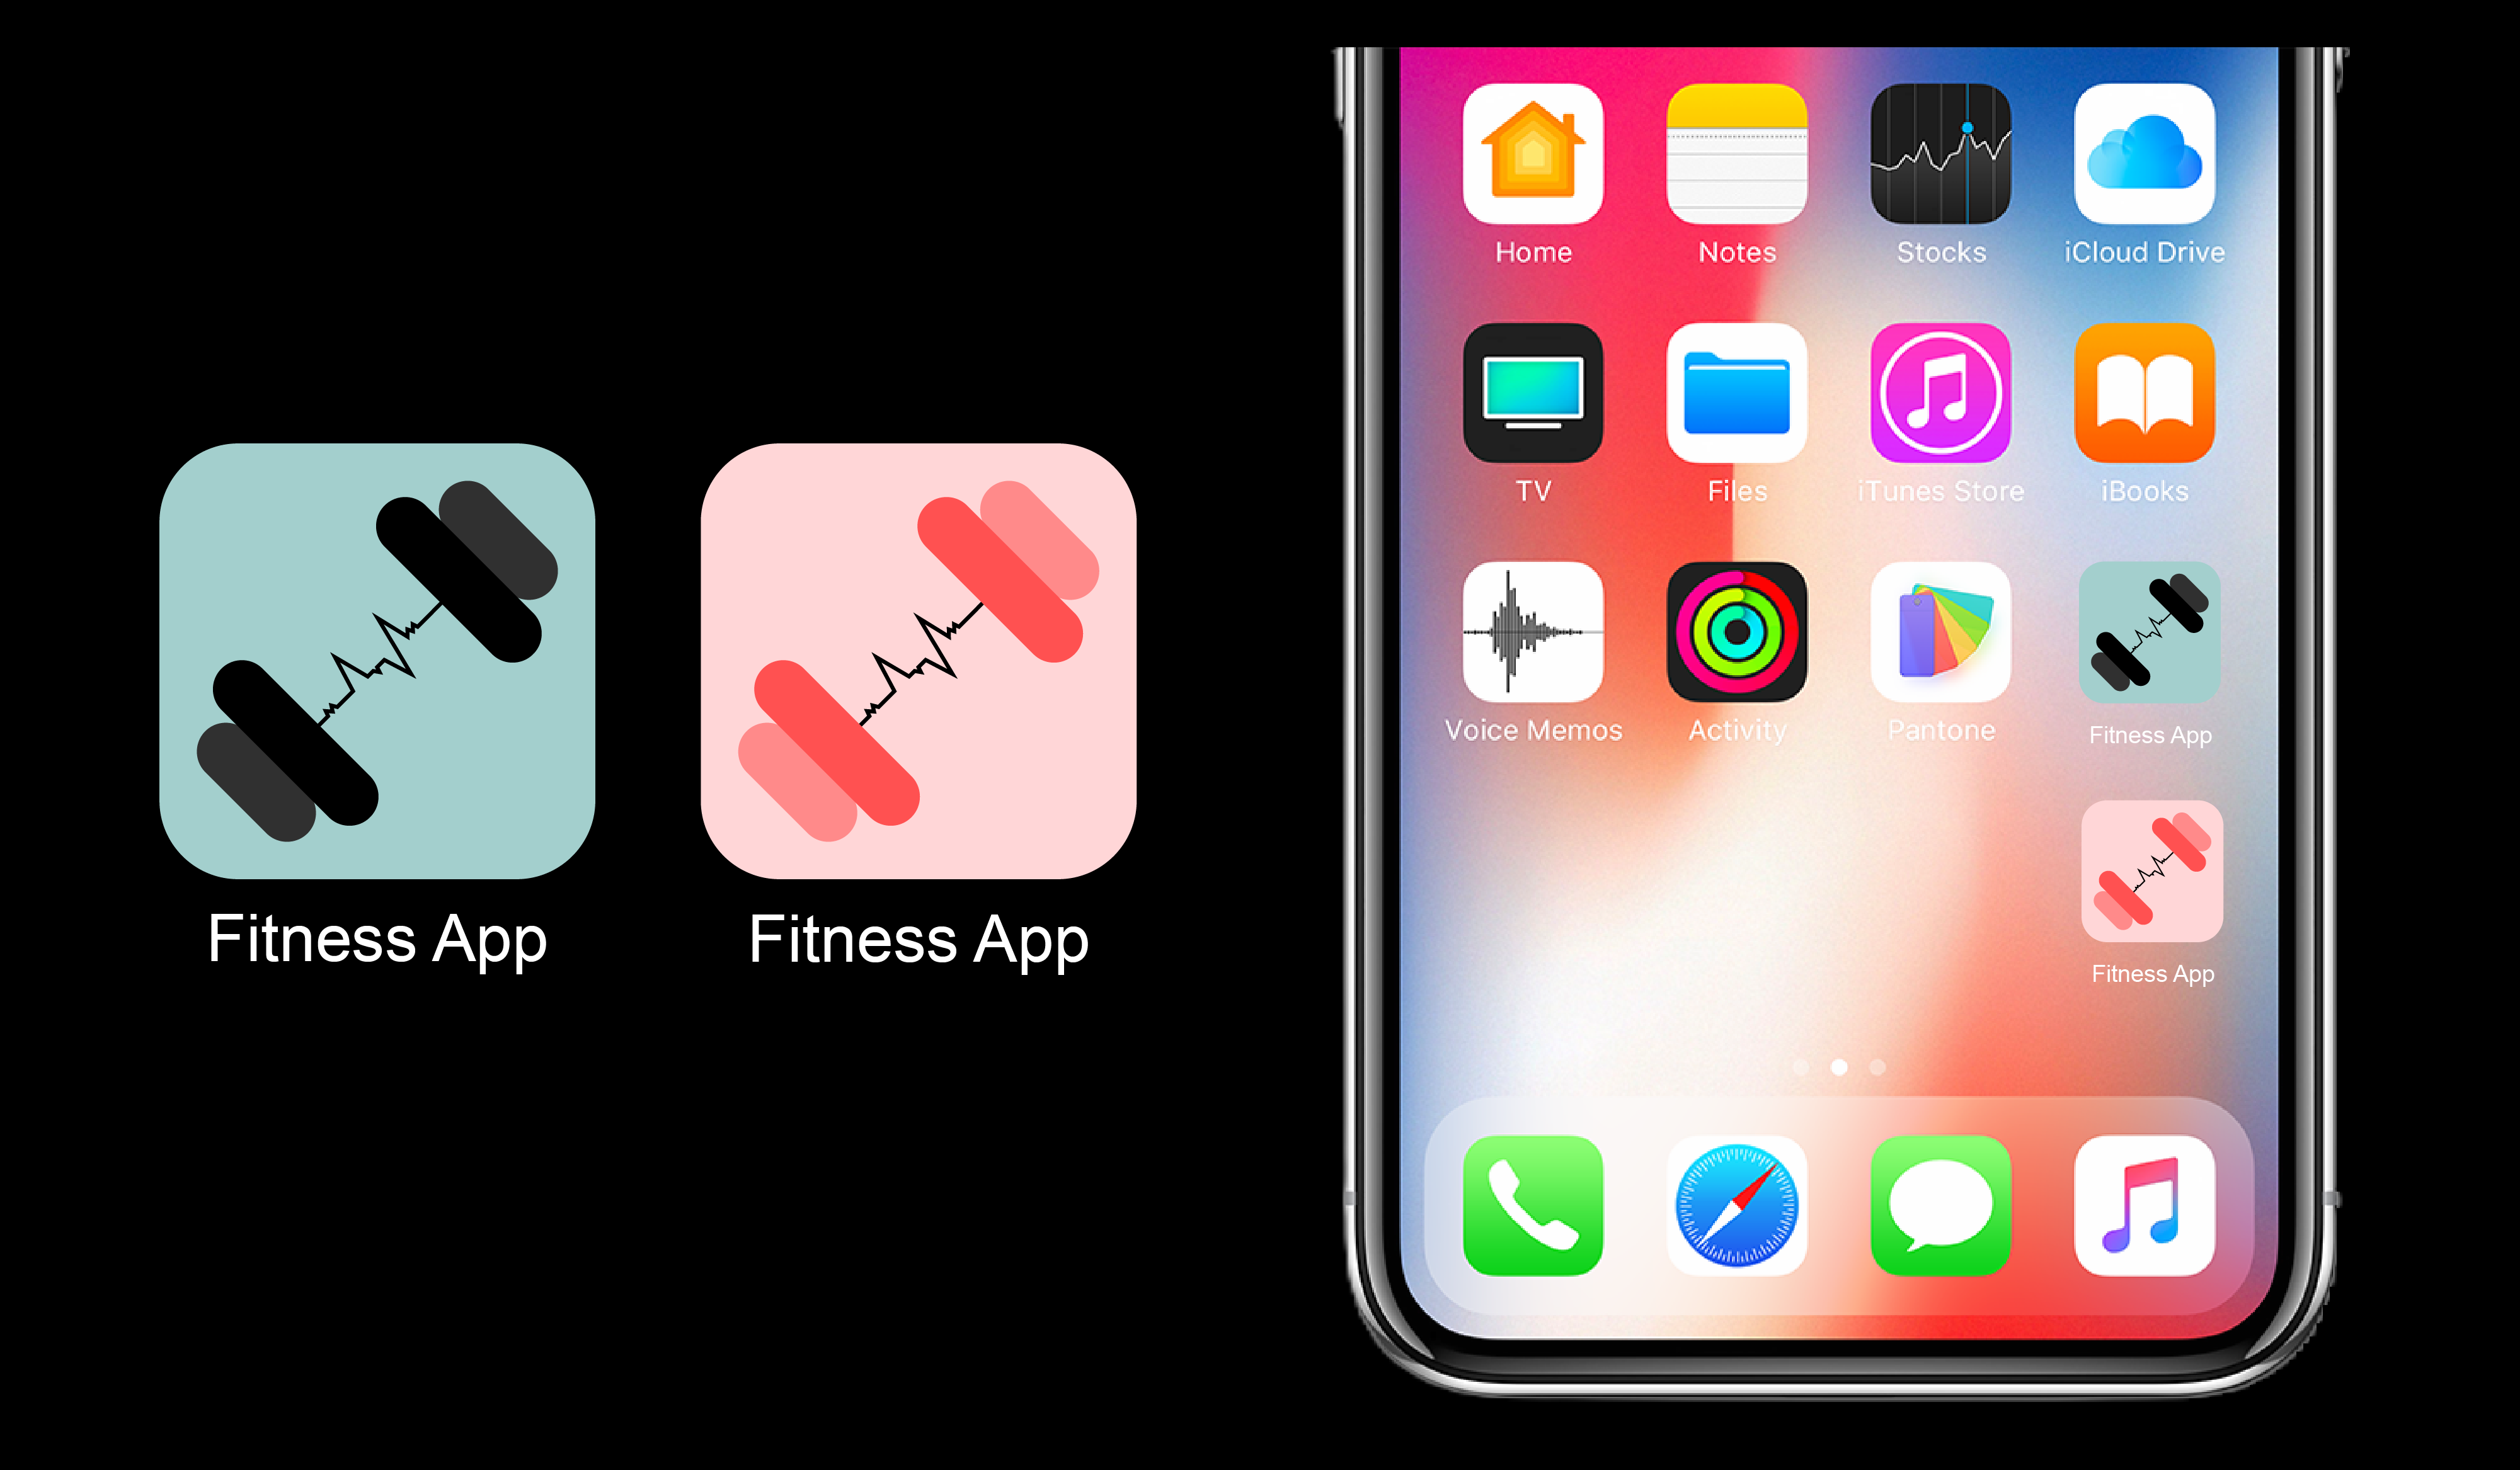 Fitness App
Fitness App
Home
Notes
Stocks
iCloud Drive
TV
Files
iTunes Store
iBooks
Voice Memos
Activity
Pantone
Fitness App
Fitness App